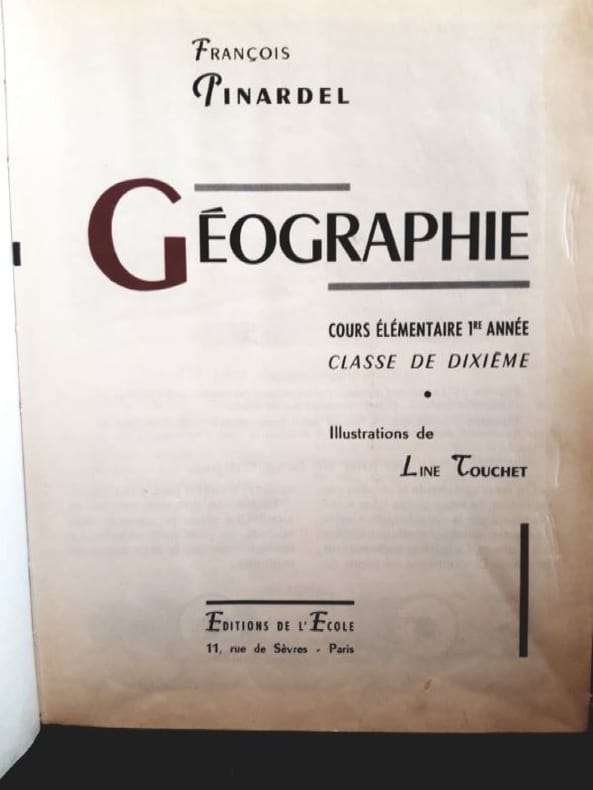 François
PINARDEL
GÉOGRAPHIE
COURS ÉLÉMENTAIRE 1RE ANNÉE
CLASSE DE DIXIÈME
•
Illustrations de
LINE TOUCHET
EDITIONS DE L'ECOLE
11, rue de Sèvres - Paris